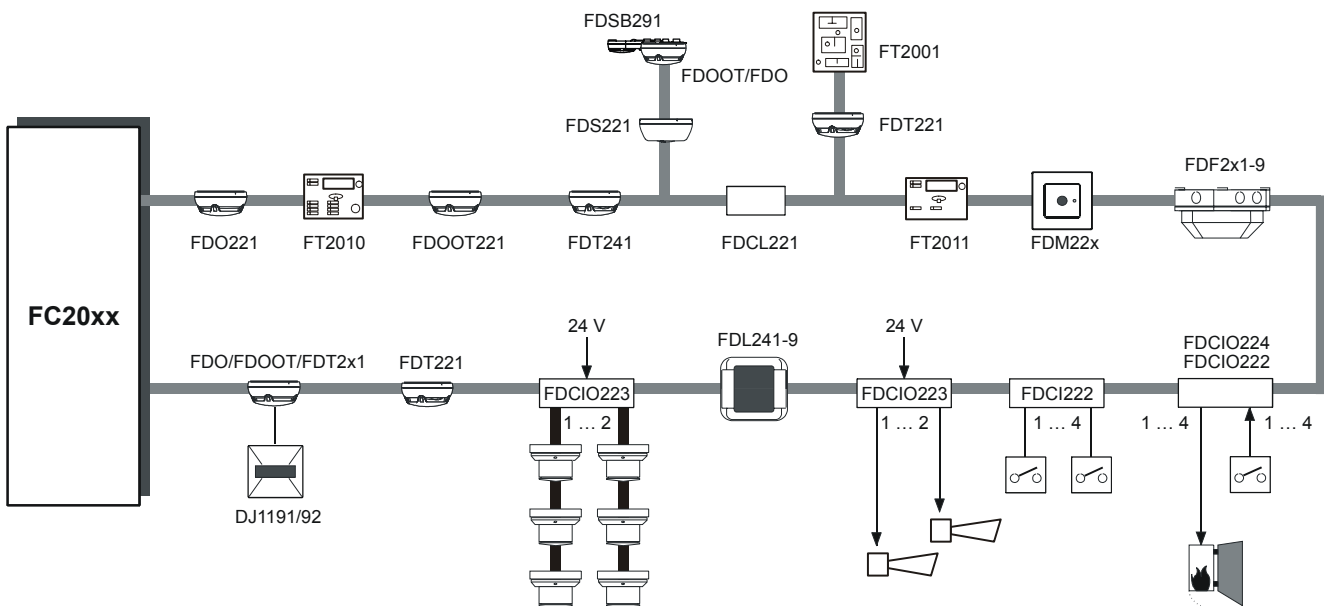 FDSB291
FT2001
FDOOT/FDO
FDS221
FDT221
FDF2x1-9
FDO221
FT2010
FDOOT221
FDT241
FDCL221
FT2011
FDM22x
FC20xx
24 V
FDL241-9
24 V
FDCIO224
FDCIO222
FDO/FDOOT/FDT2x1
FDT221
FDCIO223
FDCIO223
FDCI222
1 … 2
1 … 2
1 … 4
1 … 4
1 … 4
DJ1191/92